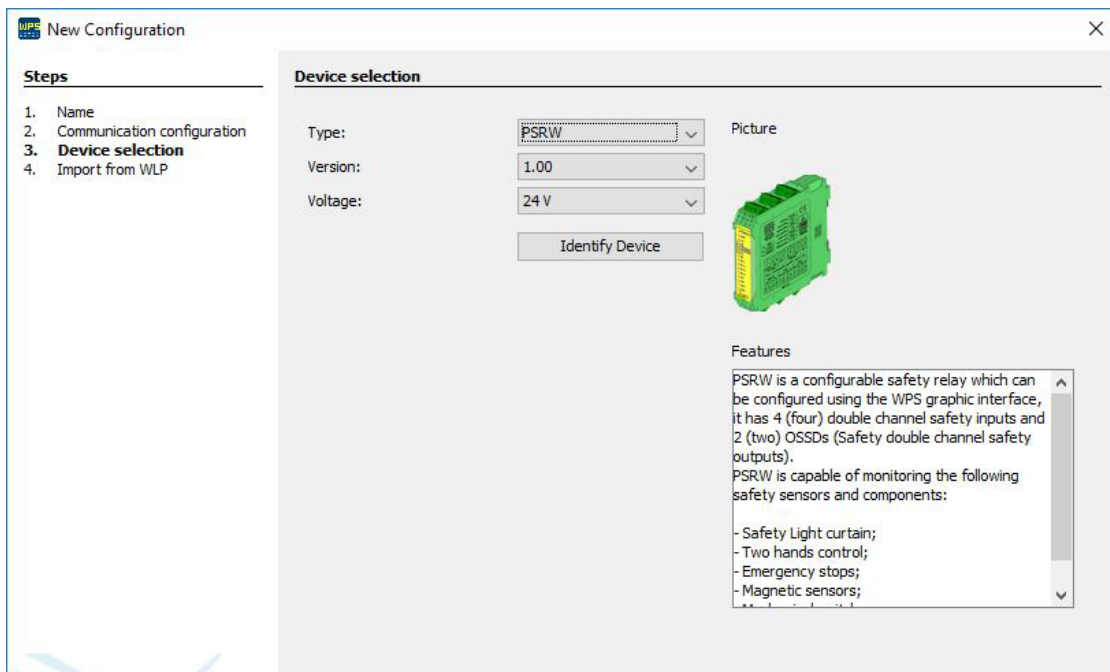 WPS
New Configuration
Steps
1. Name
2. Communication configuration
3. Device selection
4. Import from WLP
Device selection
Type:
PSRW
Version:
1.00
Voltage:
24 V
Identify Device
Picture
Features
PSRW is a configurable safety relay which can
be configured using the WPS graphic interface,
it has 4 (four) double channel safety inputs and
2 (two) OSSDs (Safety double channel safety
outputs).
PSRW is capable of monitoring the following
safety sensors and components:
- Safety Light curtain;
- Two hands control;
- Emergency stops;
- Magnetic sensors;